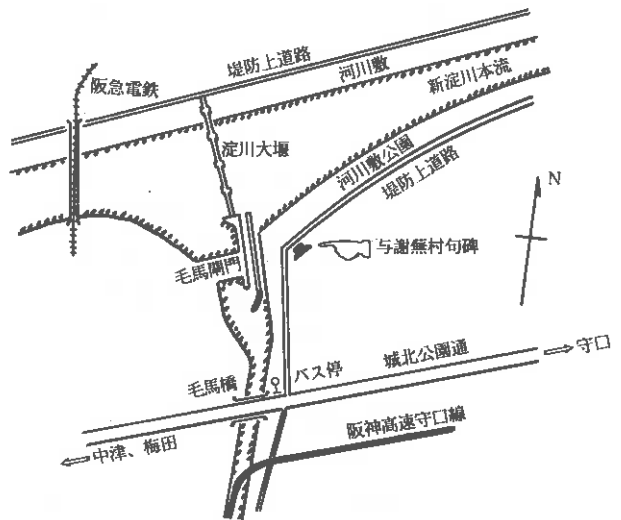 堤防上道路
河川敷
阪急電鉄
新淀川本流
淀川大堰
河川敷公園
堤防上道路
N
与謝無村句碑
毛馬閘門
守口
城北公園通
バス停
毛馬橋
阪神高速守口線
中津、梅田